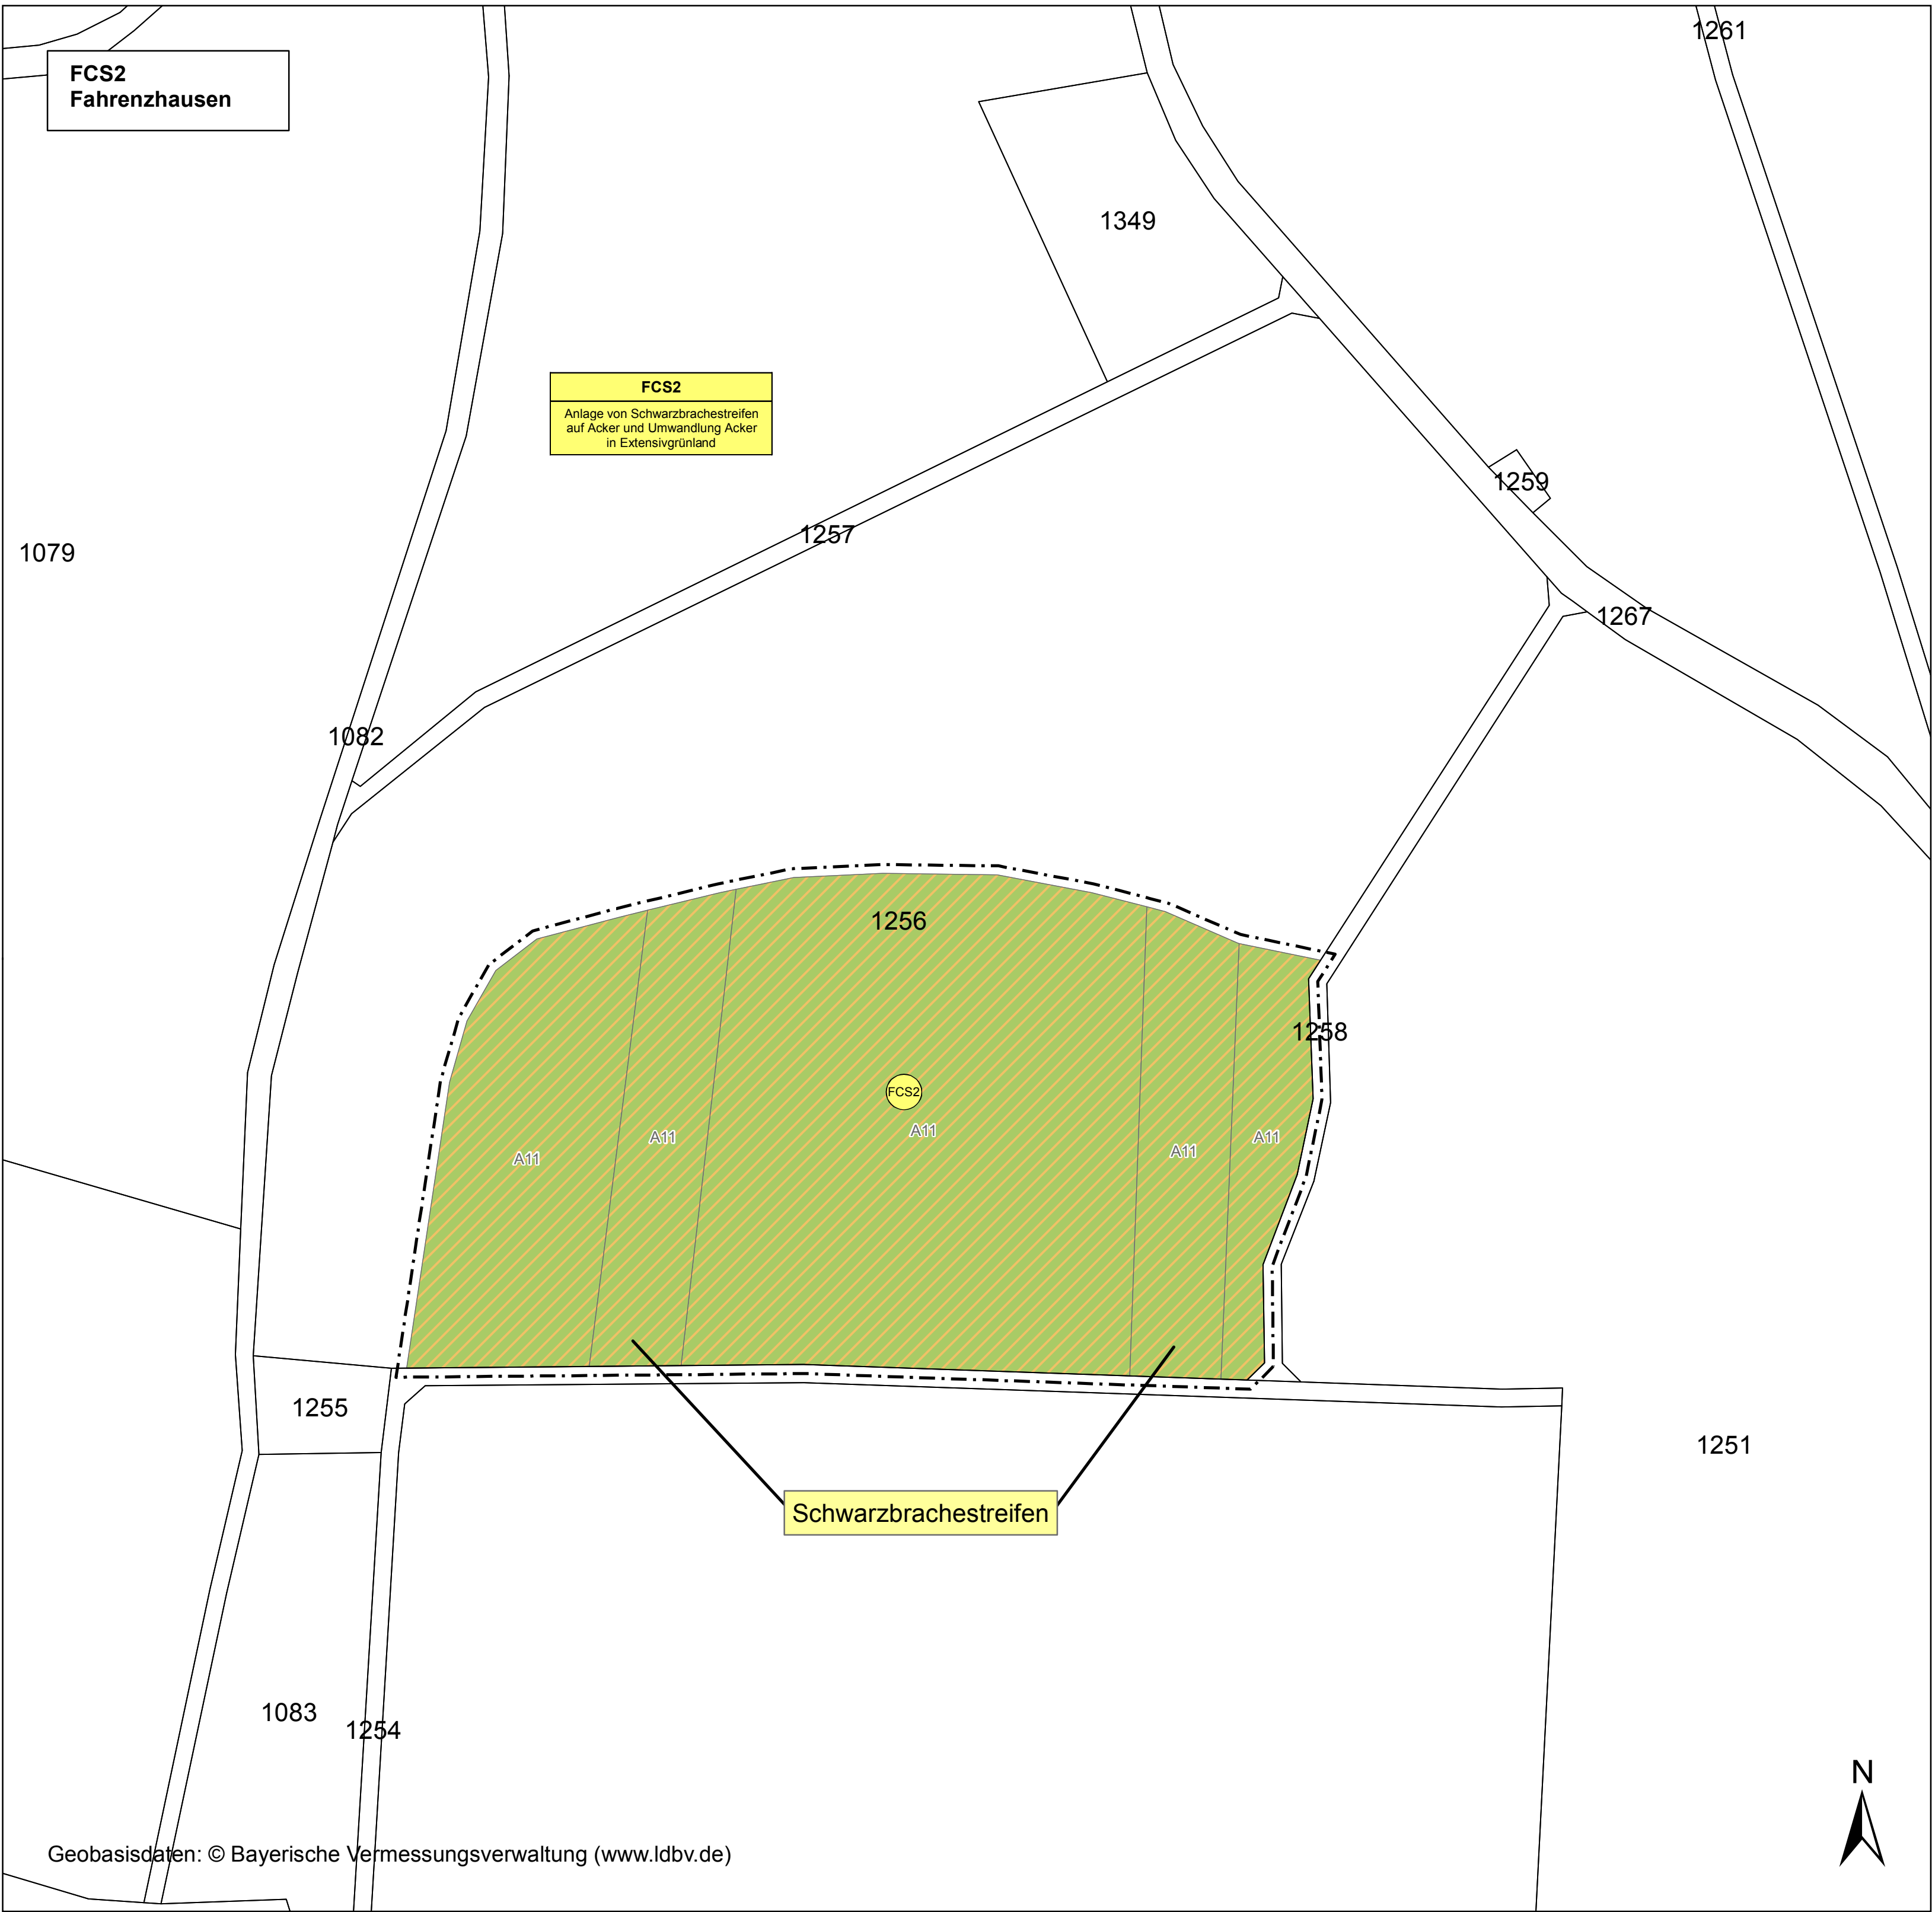 1261
FCS2
Fahrenzhausen
1349
FCS2
Anlage von Schwarzbrachestreifen
auf Acker und Umwandlung Acker
in Extensivgrünland
1259
1257
1079
1267
1082
1256
1258
FCS2
A11
A11
A11
A11
A11
1255
1251
Schwarzbrachestreifen
1083
1254
N
Geobasisdaten: © Bayerische Vermessungsverwaltung (www.ldbv.de)